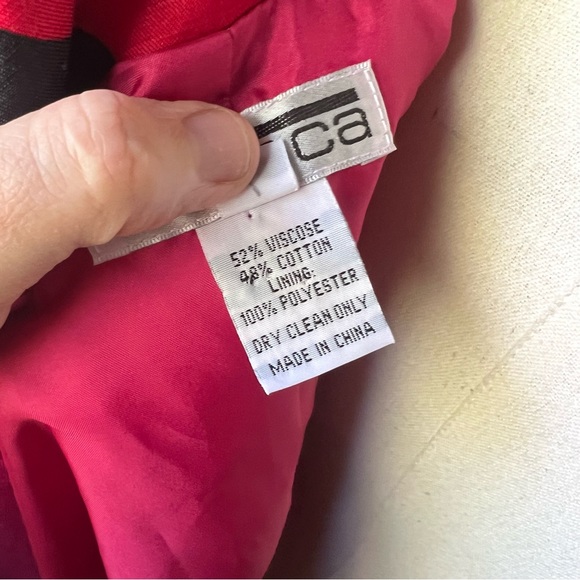 ca
52% VISCOSE
48% COTTON
LINING:
100% POLYESTER
DRY CLEAN ONLY
MADE IN CHINA